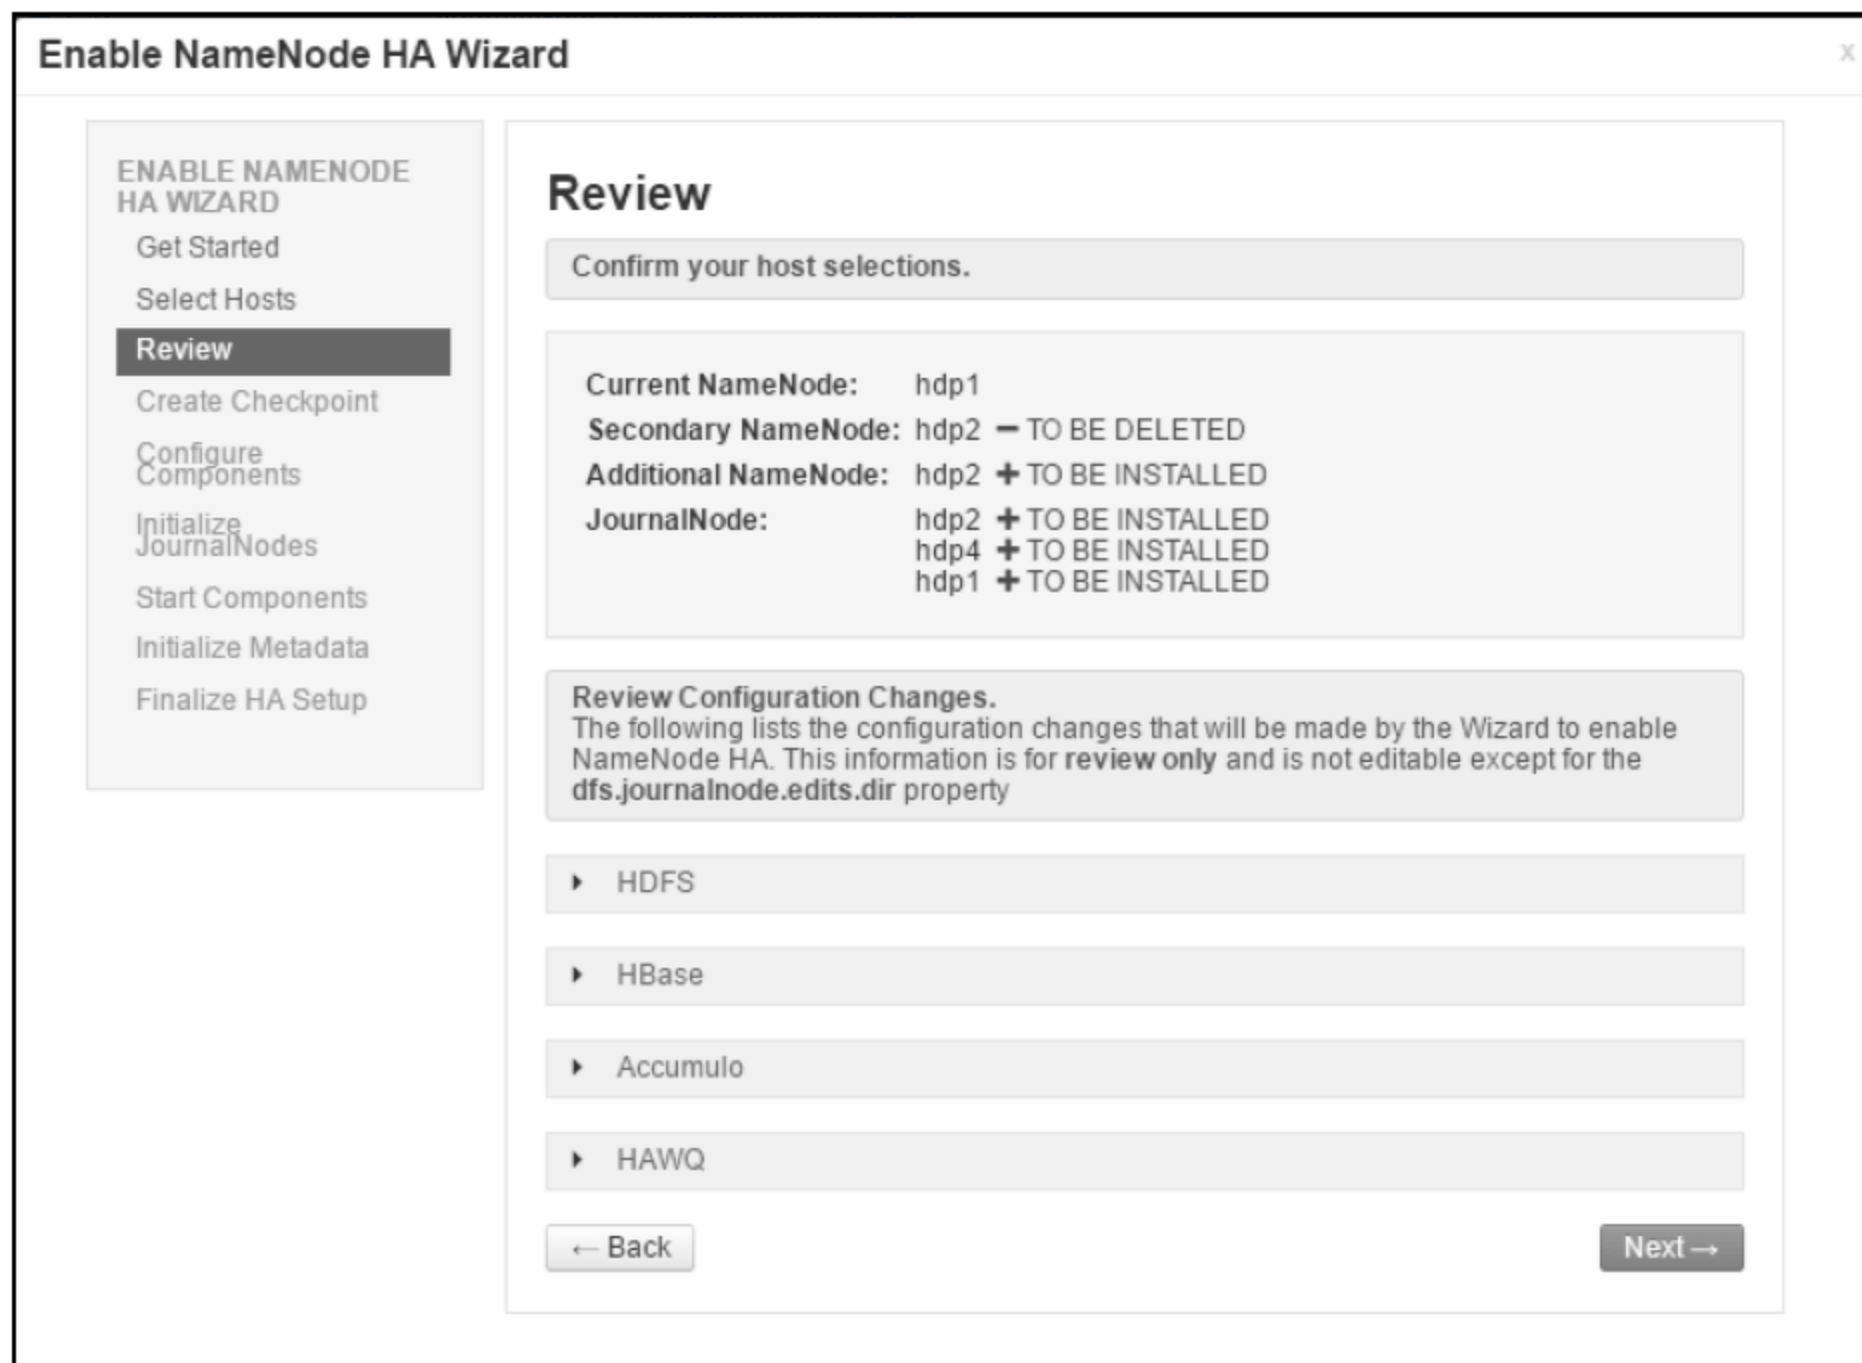 Enable NameNode HA Wizard
x
ENABLE NAMENODE
HA WIZARD
Get Started
Select Hosts
Review
Create Checkpoint
Configure
Components
Initialize
JournalNodes
Start Components
Initialize Metadata
Finalize HA Setup
Review
Confirm your host selections.
Current NameNode: hdp1
Secondary NameNode: hdp2 − TO BE DELETED
Additional NameNode: hdp2 + TO BE INSTALLED
JournalNode: hdp2 + TO BE INSTALLED
hdp4 + TO BE INSTALLED
hdp1 + TO BE INSTALLED
Review Configuration Changes.
The following lists the configuration changes that will be made by the Wizard to enable
NameNode HA. This information is for review only and is not editable except for the
dfs.journalnode.edits.dir property
HDFS
HBase
Accumulo
HAWQ
← Back
Next →